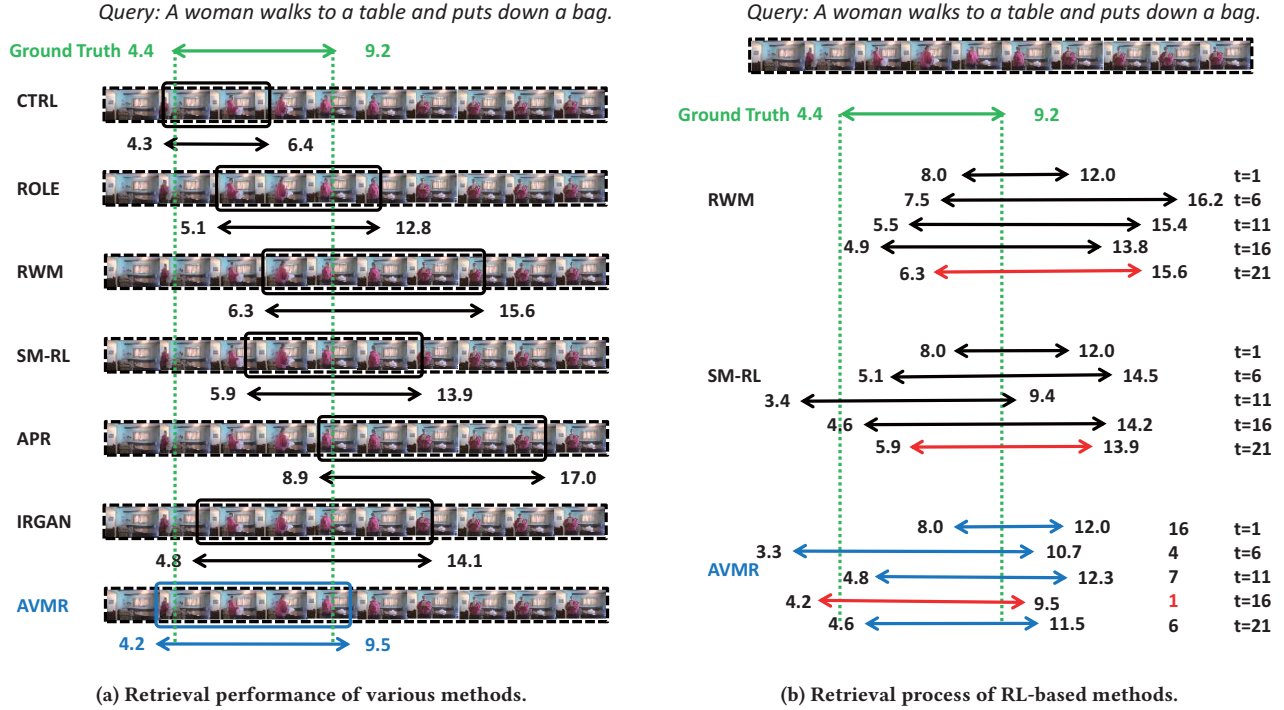 Query: A woman walks to a table and puts down a bag.
Ground Truth 4.4 9.2
CTRL
4.3 6.4
ROLE
5.1 12.8
RWM
6.3 15.6
SM-RL
5.9 13.9
APR
8.9 17.0
IRGAN
4.8 14.1
AVMR
4.2 9.5
(a) Retrieval performance of various methods.
Query: A woman walks to a table and puts down a bag.
Ground Truth 4.4 9.2
RWM
8.0 12.0 t=1
7.5 16.2 t=6
5.5 15.4 t=11
4.9 13.8 t=16
6.3 15.6 t=21
SM-RL
8.0 12.0 t=1
5.1 14.5 t=6
3.4 9.4 t=11
4.6 14.2 t=16
5.9 13.9 t=21
AVMR
8.0 12.0 16 t=1
3.3 10.7 4 t=6
4.8 12.3 7 t=11
4.2 9.5 1 t=16
4.6 11.5 6 t=21
(b) Retrieval process of RL-based methods.